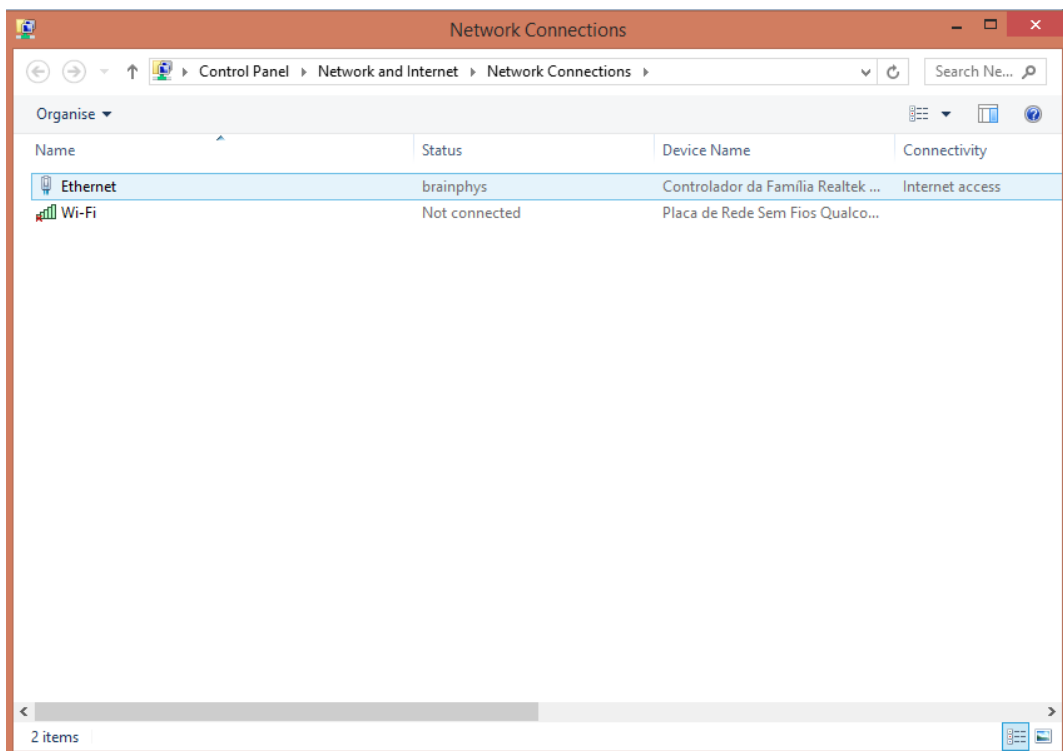 Network Connections
Control Panel Network and Internet Network Connections Search Ne...
Organise
Name Status Device Name Connectivity
Ethernet brainphys Controlador da Família Realtek ... Internet access
Wi-Fi Not connected Placa de Rede Sem Fios Qualco...
2 items